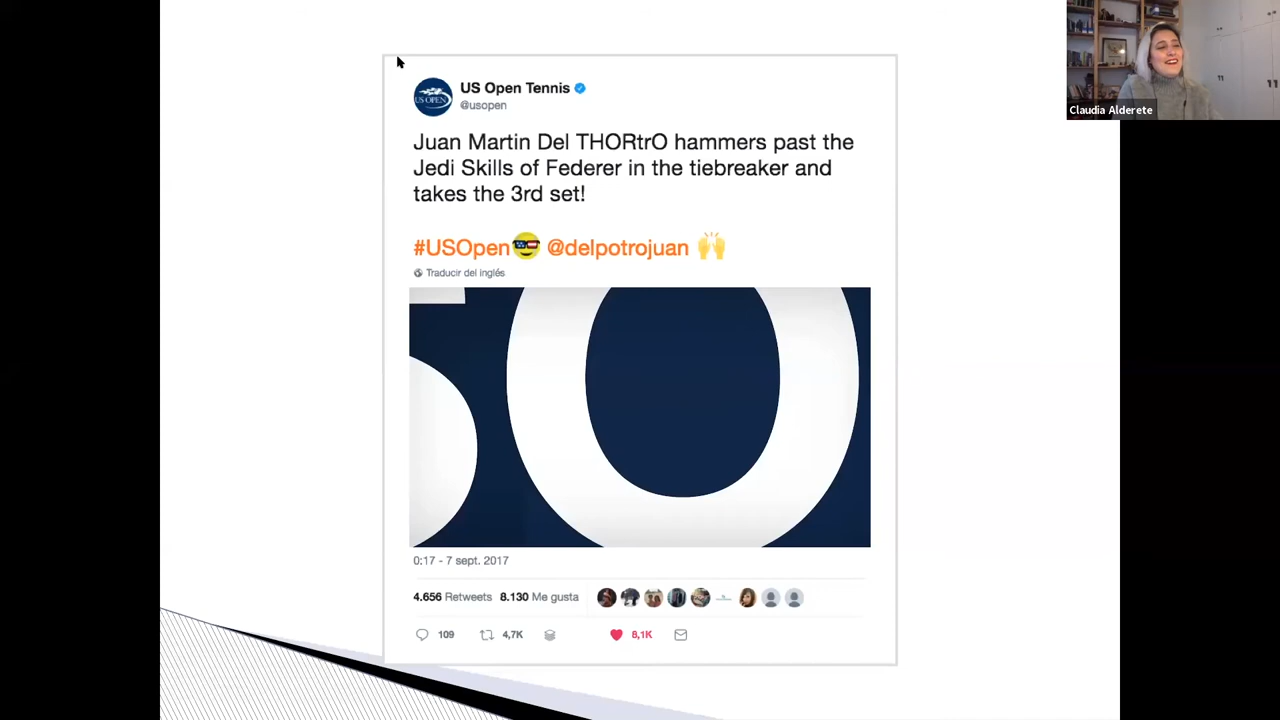 Claudia Alderete
US OPEN
US Open Tennis
@usopen
Juan Martin Del THORtrO hammers past the
Jedi Skills of Federer in the tiebreaker and
takes the 3rd set!
#USOpen😎 @delpotrojuan 🙌
Traducir del inglés
0:17 - 7 sept. 2017
4.656 Retweets 8.130 Me gusta
109 4,7K 8,1K